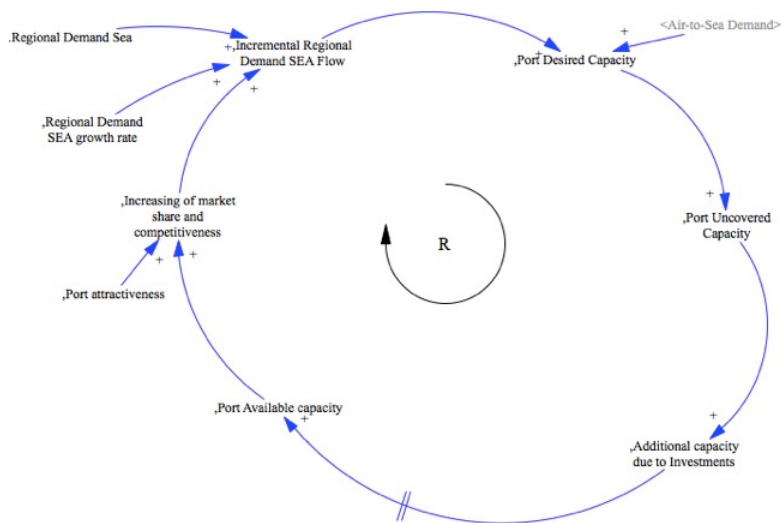 .Regional Demand Sea
,Incremental Regional
Demand SEA Flow
<Air-to-Sea Demand>
,Port Desired Capacity
,Regional Demand
SEA growth rate
,Increasing of market
share and
competitiveness
,Port Uncovered
Capacity
R
,Port attractiveness
,Port Available capacity
,Additional capacity
due to Investments
+
+
+
+
+
+
+
+
+
+